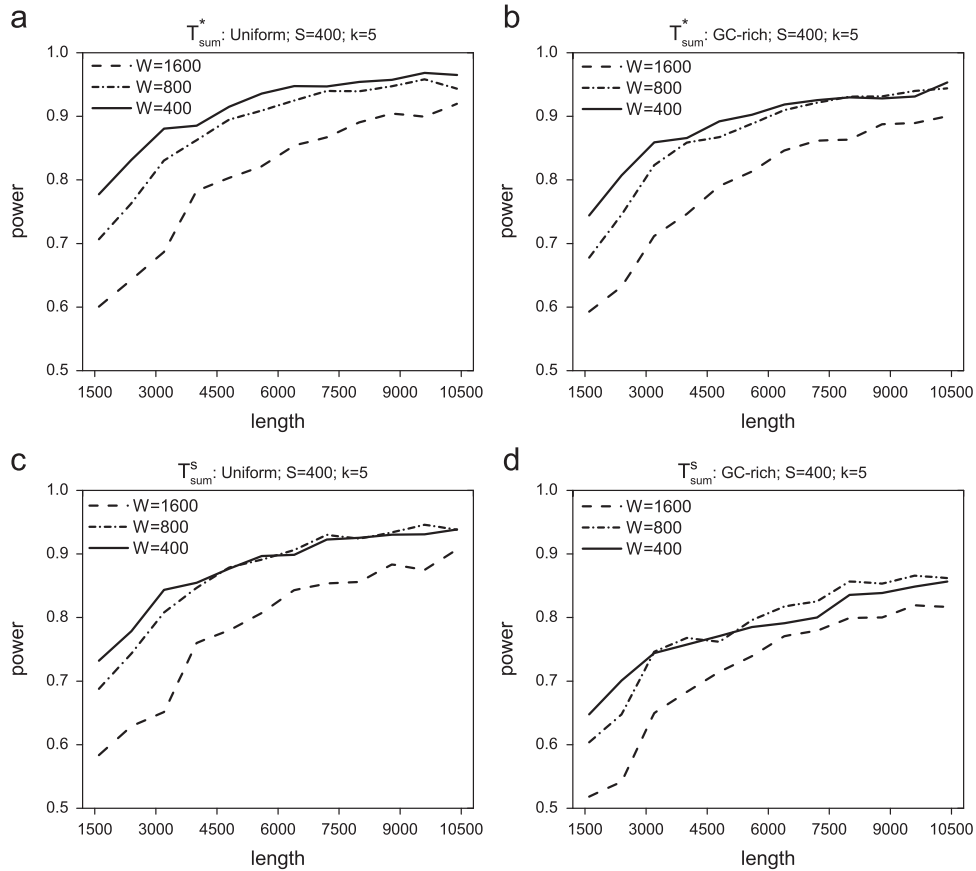 a
T*sum: Uniform; S=400; k=5
1.0
0.9
0.8
0.7
0.6
0.5
power
W=1600
W=800
W=400
1500 3000 4500 6000 7500 9000 10500
length
b
T*sum: GC-rich; S=400; k=5
1.0
0.9
0.8
0.7
0.6
0.5
power
W=1600
W=800
W=400
1500 3000 4500 6000 7500 9000 10500
length
c
Tssum: Uniform; S=400; k=5
1.0
0.9
0.8
0.7
0.6
0.5
power
W=1600
W=800
W=400
1500 3000 4500 6000 7500 9000 10500
length
d
Tssum: GC-rich; S=400; k=5
1.0
0.9
0.8
0.7
0.6
0.5
power
W=1600
W=800
W=400
1500 3000 4500 6000 7500 9000 10500
length